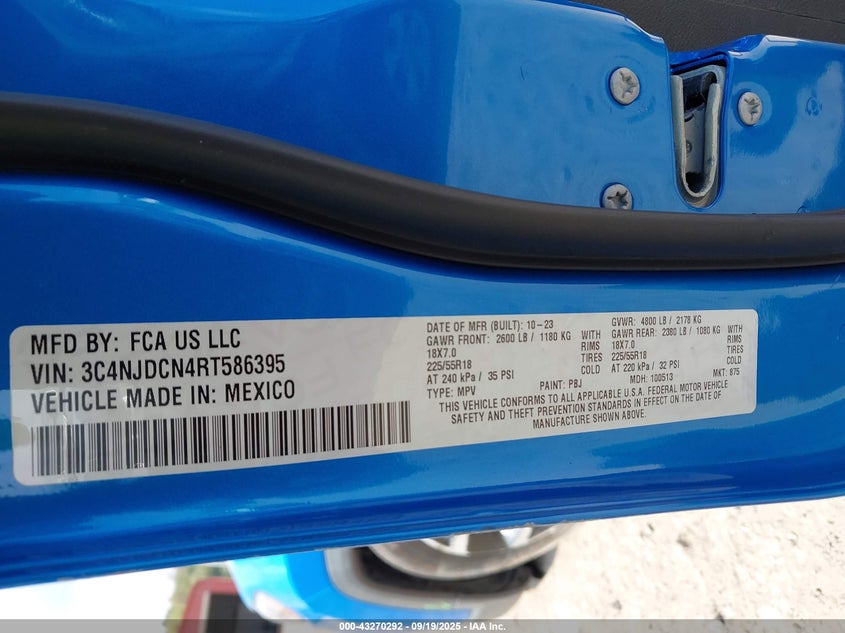 MFD BY: FCA US LLC
VIN: 3C4NJDCN4RT586395
VEHICLE MADE IN: MEXICO
DATE OF MFR (BUILT): 10-23 GVWR: 4800 LB / 2178 KG
GAWR FRONT: 2600 LB / 1180 KG WITH GAWR REAR: 2380 LB / 1080 KG WITH
18X7.0 RIMS 18X7.0 RIMS
225/55R18 TIRES 225/55R18 TIRES
AT 240 kPa / 35 PSI COLD AT 220 kPa / 32 PSI COLD
TYPE: MPV PAINT: PBJ MDH: 100513 MKT: 875
THIS VEHICLE CONFORMS TO ALL APPLICABLE U.S.A. FEDERAL MOTOR VEHICLE
SAFETY AND THEFT PREVENTION STANDARDS IN EFFECT ON THE DATE OF
MANUFACTURE SHOWN ABOVE.
000-43270292 - 09/19/2025 - IAA Inc.